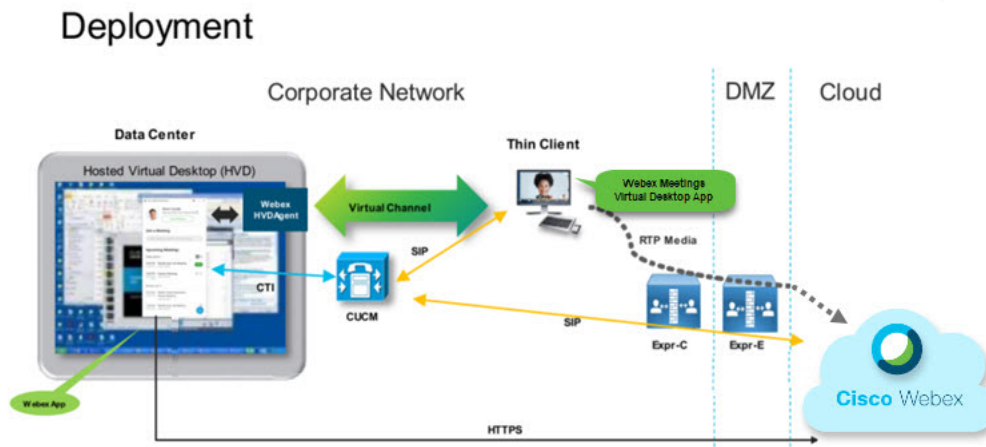 Deployment
Corporate Network
DMZ
Cloud
Data Center
Thin Client
Hosted Virtual Desktop (HVD)
Webex
HVDAgent
Virtual Channel
Webex Meetings
Virtual Desktop App
RTP Media
SIP
CTI
CUCM
SIP
Expr-C
Expr-E
Webex App
Cisco Webex
HTTPS